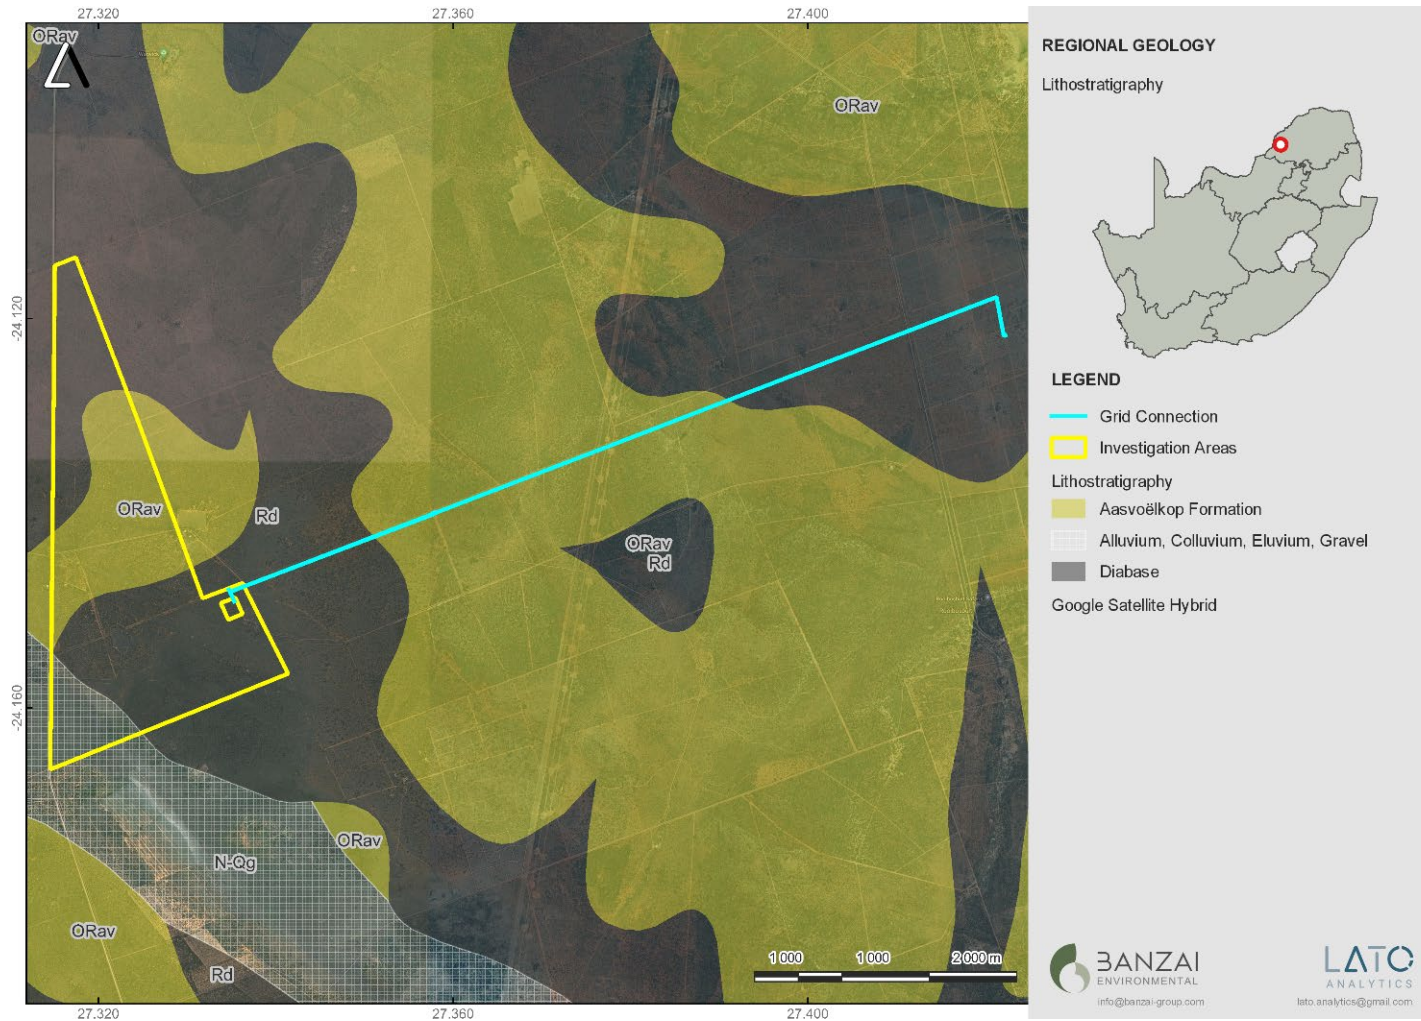 27.320
27.360
27.400
ORav
ORav
-24.120
ORav
Rd
ORav
Rd
-24.160
ORav
N-Qg
ORav
Rd
1 000
1 000
2 000 m
27.320
27.360
27.400
REGIONAL GEOLOGY
Lithostratigraphy
LEGEND
Grid Connection
Investigation Areas
Lithostratigraphy
Aasvoëlkop Formation
Alluvium, Colluvium, Eluvium, Gravel
Diabase
Google Satellite Hybrid
BANZAI
ENVIRONMENTAL
info@banzai-group.com
LATO
ANALYTICS
lato.analytics@gmail.com